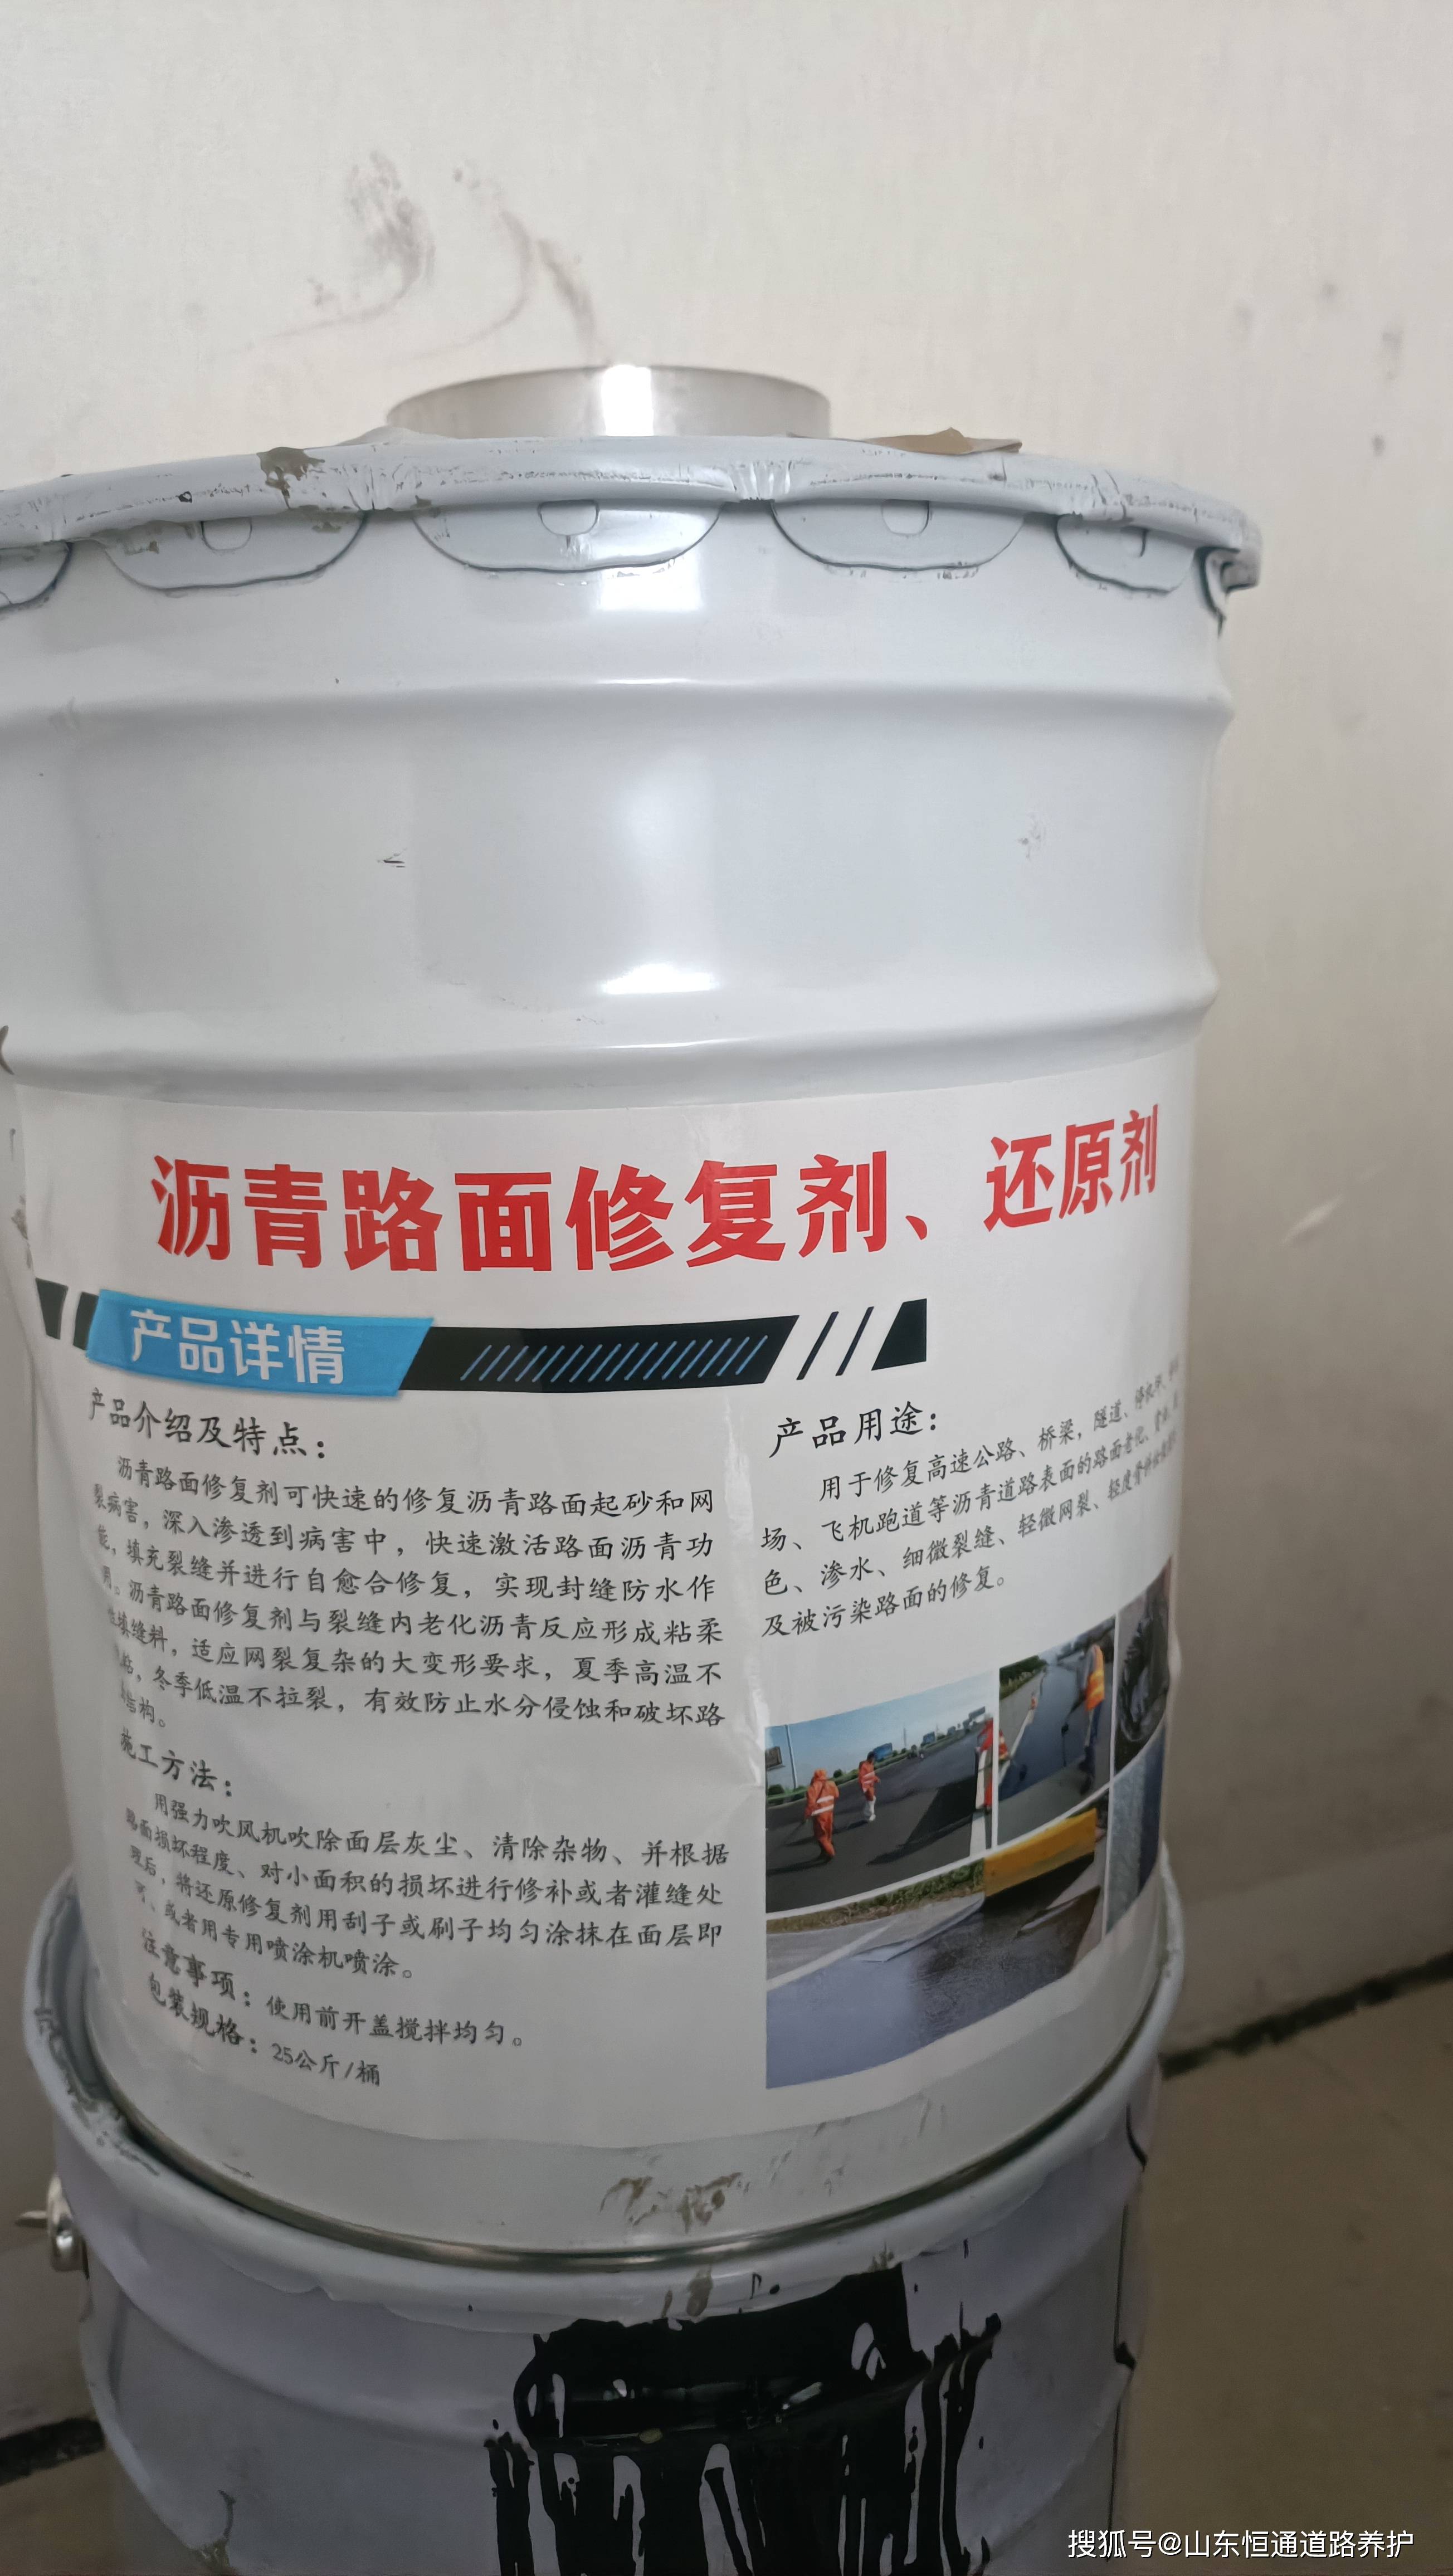 沥青路面修复剂、还原剂
产品详情
产品介绍及特点：
沥青路面修复剂可快速的修复沥青路面起砂和网
裂病害，深入渗透到病害中，快速激活路面沥青功
能，填充裂缝并进行自愈合修复，实现封缝防水作
用。沥青路面修复剂与裂缝内老化沥青反应形成粘柔
性填缝料，适应网裂复杂的大变形要求，夏季高温不
粘，冬季低温不拉裂，有效防止水分侵蚀和破坏路
结构。
施工方法：
用强力吹风机吹除面层灰尘、清除杂物、并根据
路面损坏程度、对小面积的损坏进行修补或者灌缝处
理后，将还原修复剂用刮子或刷子均匀涂抹在面层即
可、或者用专用喷涂机喷涂。
注意事项：使用前开盖搅拌均匀。
包装规格：25公斤/桶
产品用途：
用于修复高速公路、桥梁，隧道、停机坪、
场、飞机跑道等沥青道路表面的路面老化、
色、渗水、细微裂缝、轻微网裂、轻度骨料
及被污染路面的修复。
搜狐号@山东恒通道路养护